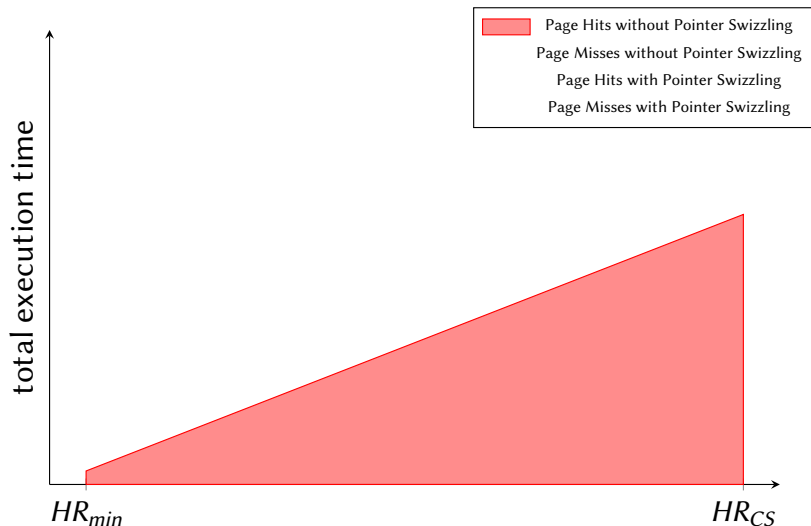 Page Hits without Pointer Swizzling
Page Misses without Pointer Swizzling
Page Hits with Pointer Swizzling
Page Misses with Pointer Swizzling
total execution time
HR_min
HR_CS